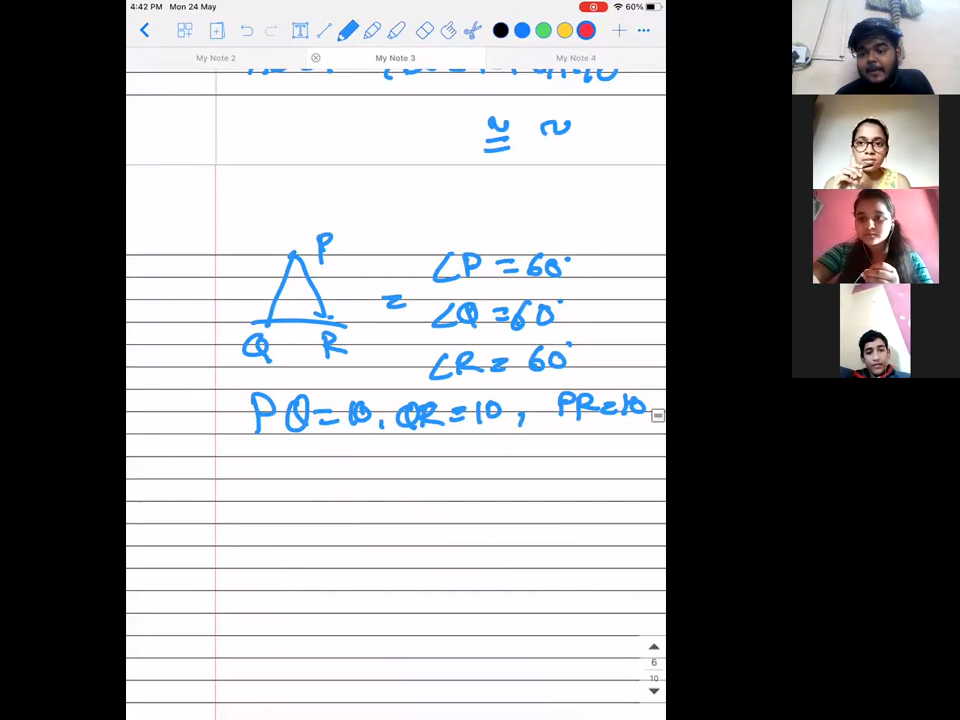 4:42 PM Mon 24 May 60%
My Note 2 My Note 3 My Note 4
≅ ~
P
Q R
= ∠P = 60°
∠Q = 60°
∠R = 60°
PQ = 10, QR = 10, PR = 10
6
10